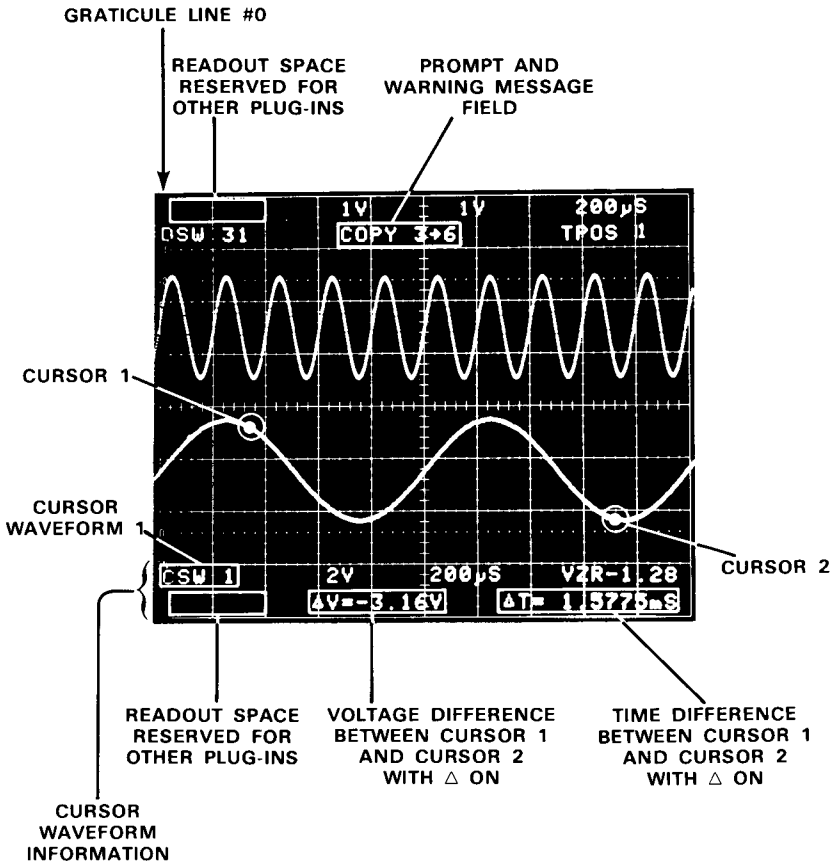 GRATICULE LINE #0
READOUT SPACE
RESERVED FOR
OTHER PLUG-INS
PROMPT AND
WARNING MESSAGE
FIELD
1V 1V 200µS
DSW 31 COPY 3→6 TPOS 1
CURSOR 1
CURSOR
WAVEFORM 1
CURSOR 2
CSW 1 2V 200µS VZR-1.28
ΔV=-3.16V ΔT= 1.5775mS
READOUT SPACE
RESERVED FOR
OTHER PLUG-INS
VOLTAGE DIFFERENCE
BETWEEN CURSOR 1
AND CURSOR 2
WITH △ ON
TIME DIFFERENCE
BETWEEN CURSOR 1
AND CURSOR 2
WITH △ ON
CURSOR
WAVEFORM
INFORMATION